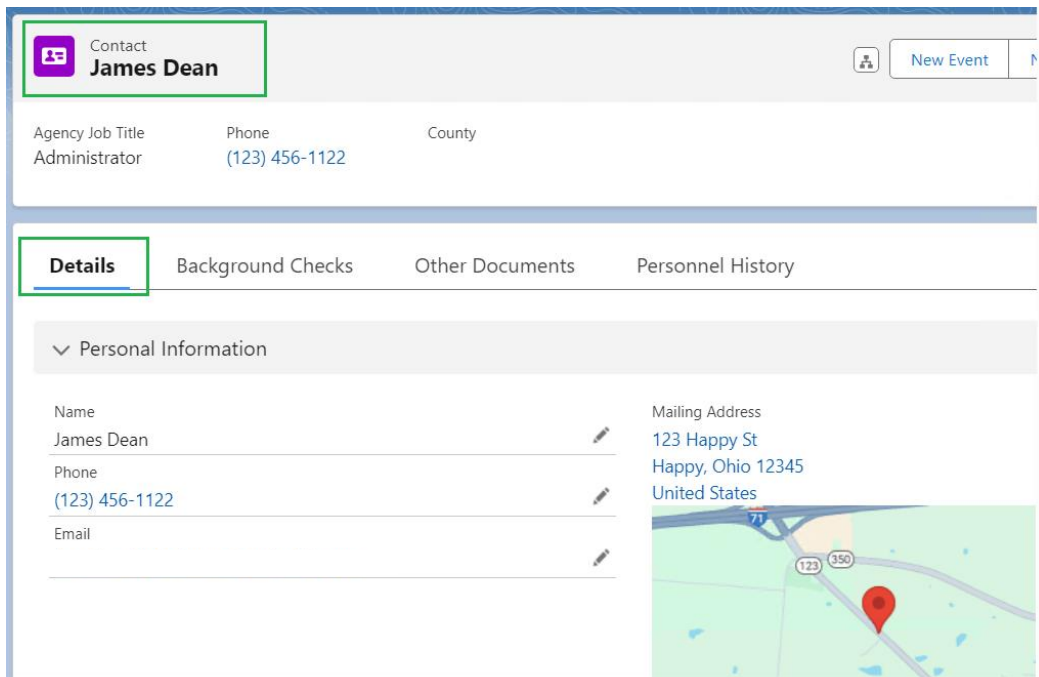 Contact
James Dean
New Event
Agency Job Title
Phone
County
Administrator
(123) 456-1122
Details
Background Checks
Other Documents
Personnel History
Personal Information
Name
James Dean
Phone
(123) 456-1122
Email
Mailing Address
123 Happy St
Happy, Ohio 12345
United States
71
123
350